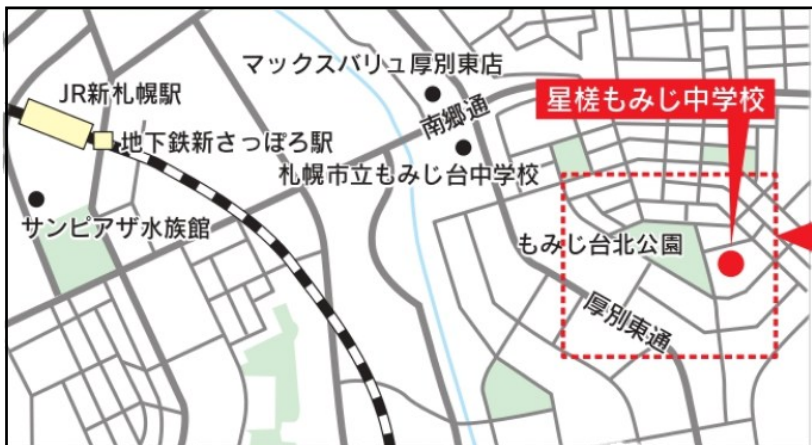 マックスバリュ厚別東店
JR新札幌駅
星槎もみじ中学校
南郷通
地下鉄新さっぽろ駅
札幌市立もみじ台中学校
サンピアザ水族館
もみじ台北公園
厚別東通